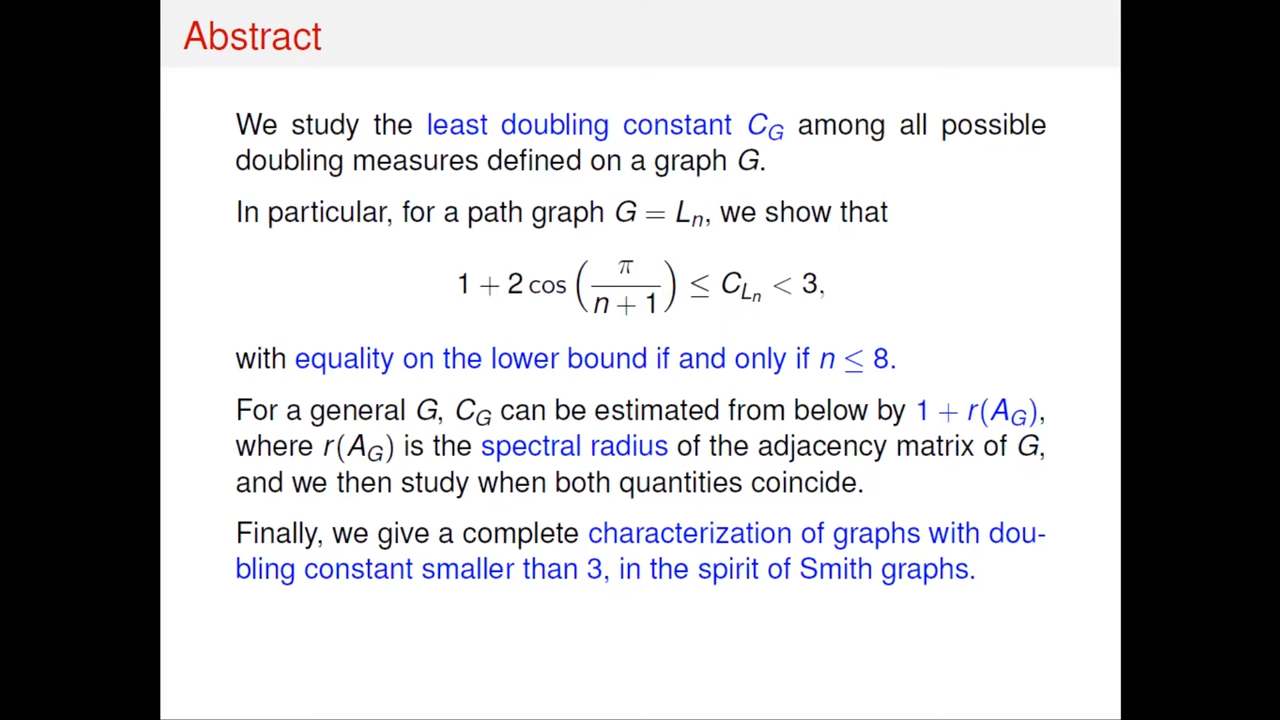 Abstract
We study the least doubling constant C_G among all possible
doubling measures defined on a graph G.
In particular, for a path graph G = L_n, we show that
1 + 2 cos(π/(n + 1)) ≤ C_{L_n} < 3,
with equality on the lower bound if and only if n ≤ 8.
For a general G, C_G can be estimated from below by 1 + r(A_G),
where r(A_G) is the spectral radius of the adjacency matrix of G,
and we then study when both quantities coincide.
Finally, we give a complete characterization of graphs with dou-
bling constant smaller than 3, in the spirit of Smith graphs.